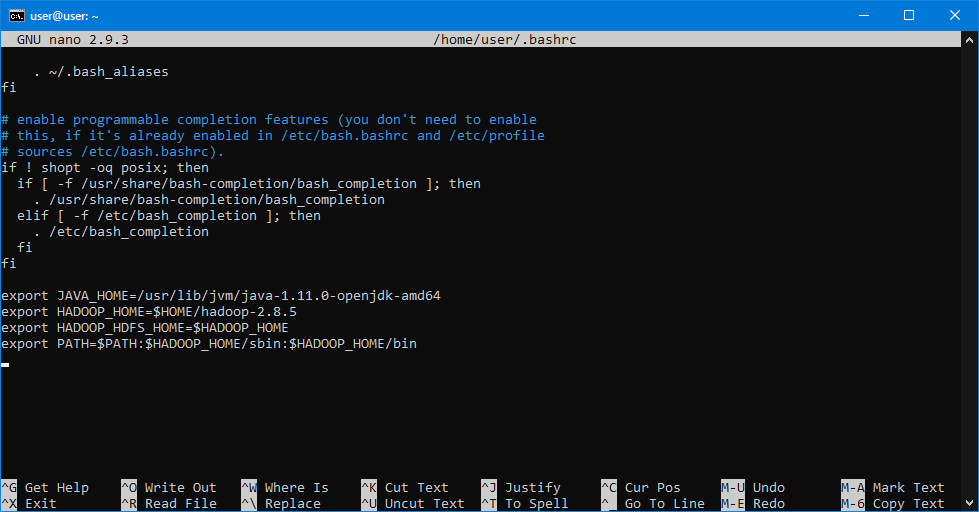 user@user: ~
GNU nano 2.9.3 /home/user/.bashrc
. ~/.bash_aliases
fi
# enable programmable completion features (you don't need to enable
# this, if it's already enabled in /etc/bash.bashrc and /etc/profile
# sources /etc/bash.bashrc).
if ! shopt -oq posix; then
if [ -f /usr/share/bash-completion/bash_completion ]; then
. /usr/share/bash-completion/bash_completion
elif [ -f /etc/bash_completion ]; then
. /etc/bash_completion
fi
fi
export JAVA_HOME=/usr/lib/jvm/java-1.11.0-openjdk-amd64
export HADOOP_HOME=$HOME/hadoop-2.8.5
export HADOOP_HDFS_HOME=$HADOOP_HOME
export PATH=$PATH:$HADOOP_HOME/sbin:$HADOOP_HOME/bin
^G Get Help ^O Write Out ^W Where Is ^K Cut Text ^J Justify ^C Cur Pos M-U Undo M-A Mark Text
^X Exit ^R Read File ^\ Replace ^U Uncut Text ^T To Spell ^_ Go To Line M-E Redo M-6 Copy Text